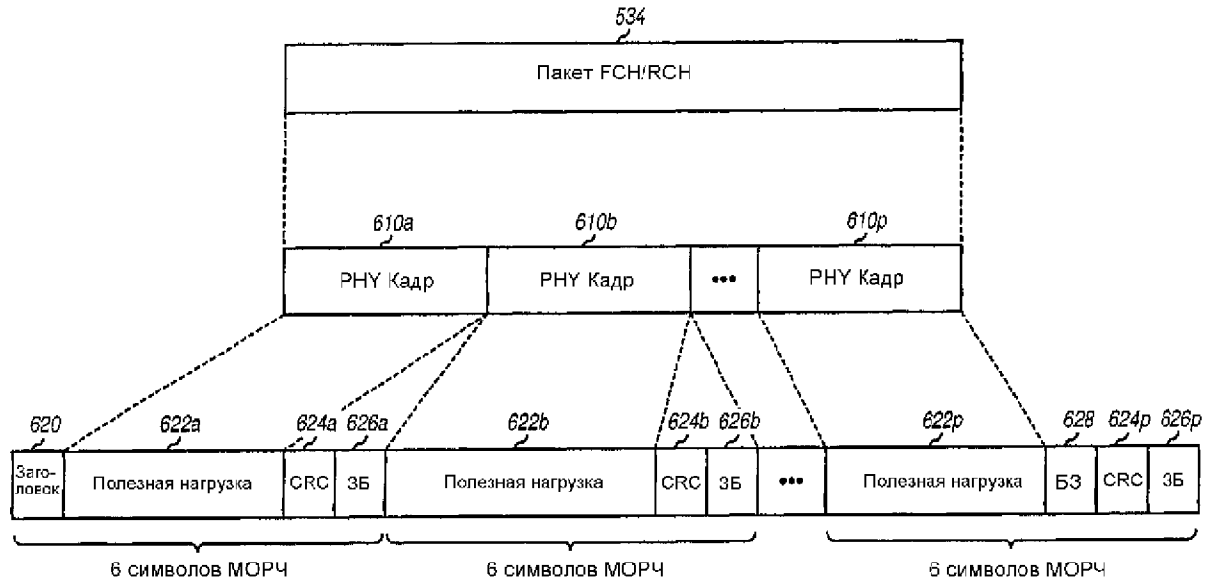 534
Пакет FCH/RCH
610a 610b 610p
PHY Кадр PHY Кадр ••• PHY Кадр
620 622a 624a 626a 622b 624b 626b 622p 628 624p 626p
Заго-
ловок
Полезная нагрузка CRC ЗБ Полезная нагрузка CRC ЗБ ••• Полезная нагрузка БЗ CRC ЗБ
6 символов МОРЧ 6 символов МОРЧ 6 символов МОРЧ